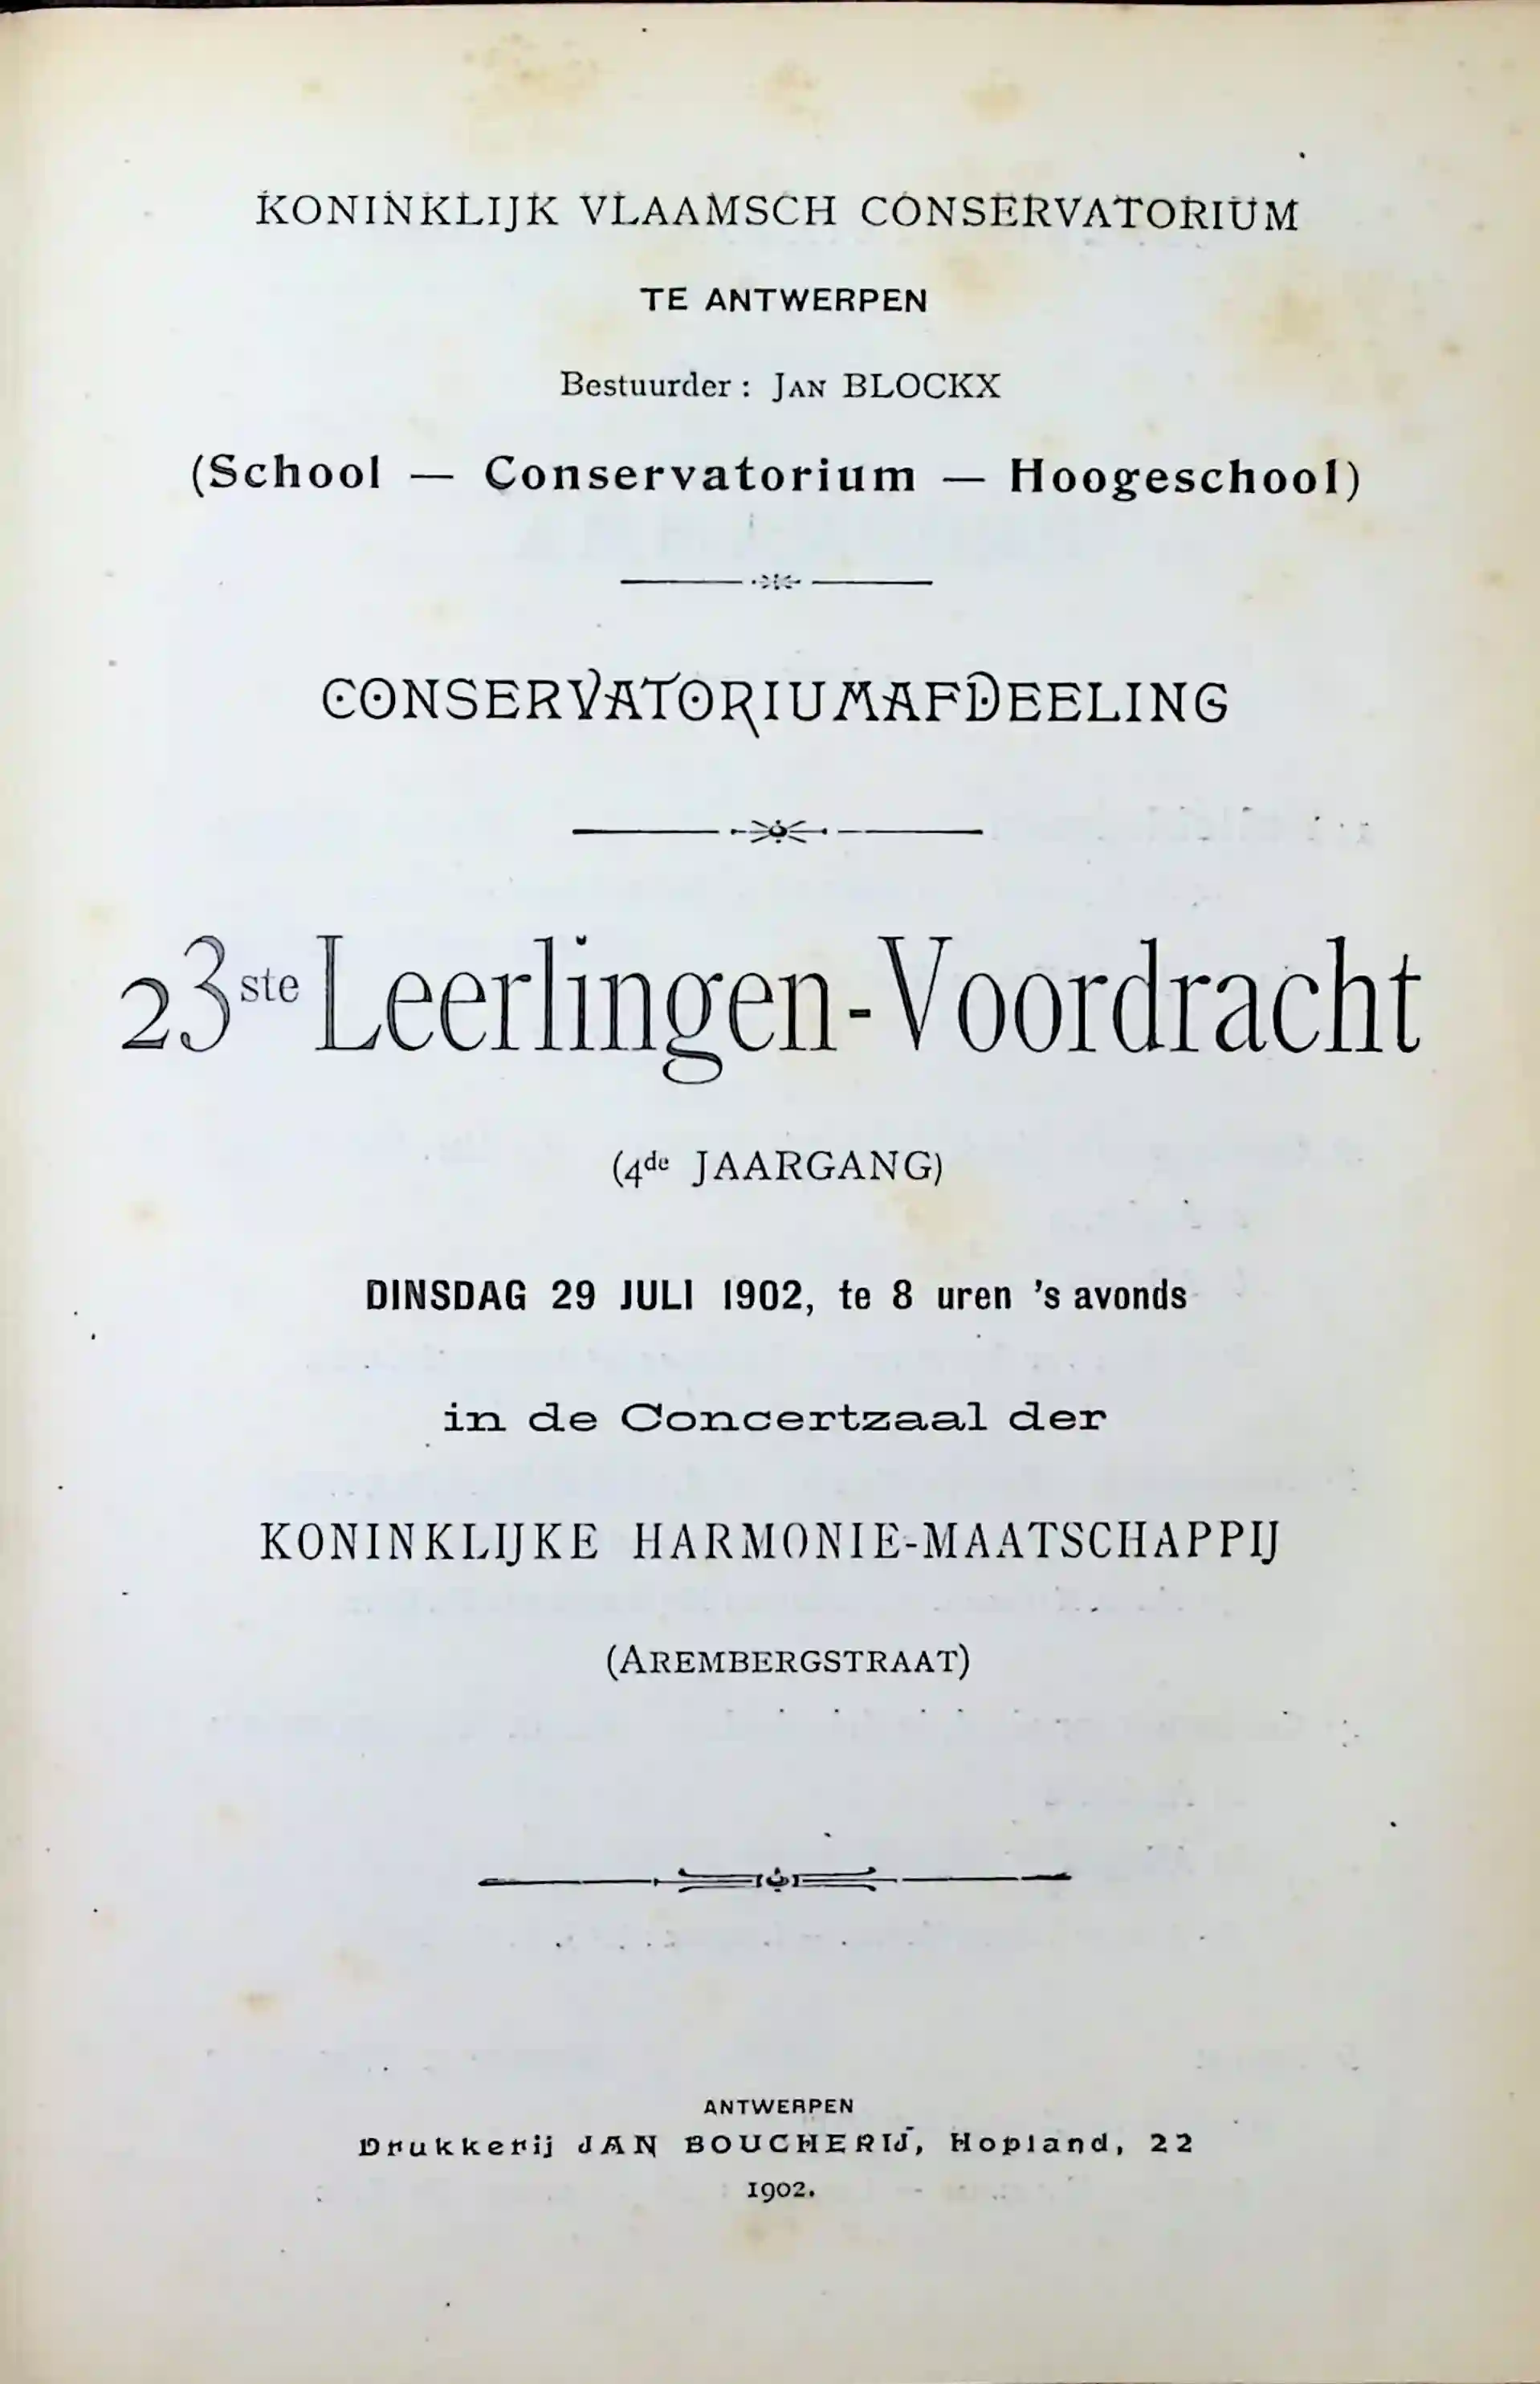 KONINKLIJK VLAAMSCH CONSERVATORIUM
TE ANTWERPEN
Bestuurder : JAN BLOCKX
(School — Conservatorium — Hoogeschool)
CONSERVATORIUMAFDEELING
23ste Leerlingen-Voordracht
(4de JAARGANG)
DINSDAG 29 JULI 1902, te 8 uren 's avonds
in de Concertzaal der
KONINKLIJKE HARMONIE-MAATSCHAPPIJ
(AREMBERGSTRAAT)
ANTWERPEN
Drukkerij JAN BOUCHERIJ, Hopland, 22
1902.